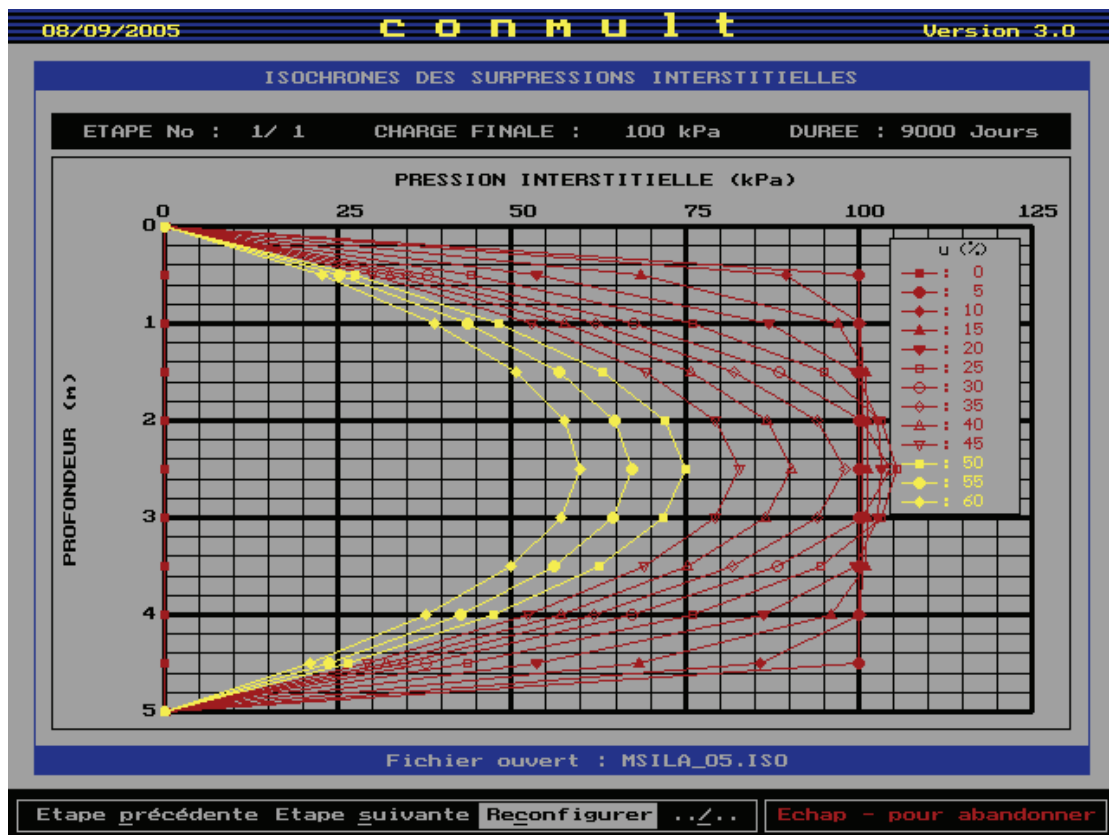 08/09/2005 conmult Version 3.0
ISOCHRONES DES SURPRESSIONS INTERSTITIELLES
ETAPE No : 1/ 1 CHARGE FINALE : 100 kPa DUREE : 9000 Jours
PRESSION INTERSTITIELLE (kPa)
0 25 50 75 100 125
PROFONDEUR (m)
0
1
2
3
4
5
u (%)
: 0
: 5
: 10
: 15
: 20
: 25
: 30
: 35
: 40
: 45
: 50
: 55
: 60
Fichier ouvert : MSILA_05.ISO
Etape précédente Etape suivante Reconfigurer ../.. Echap - pour abandonner